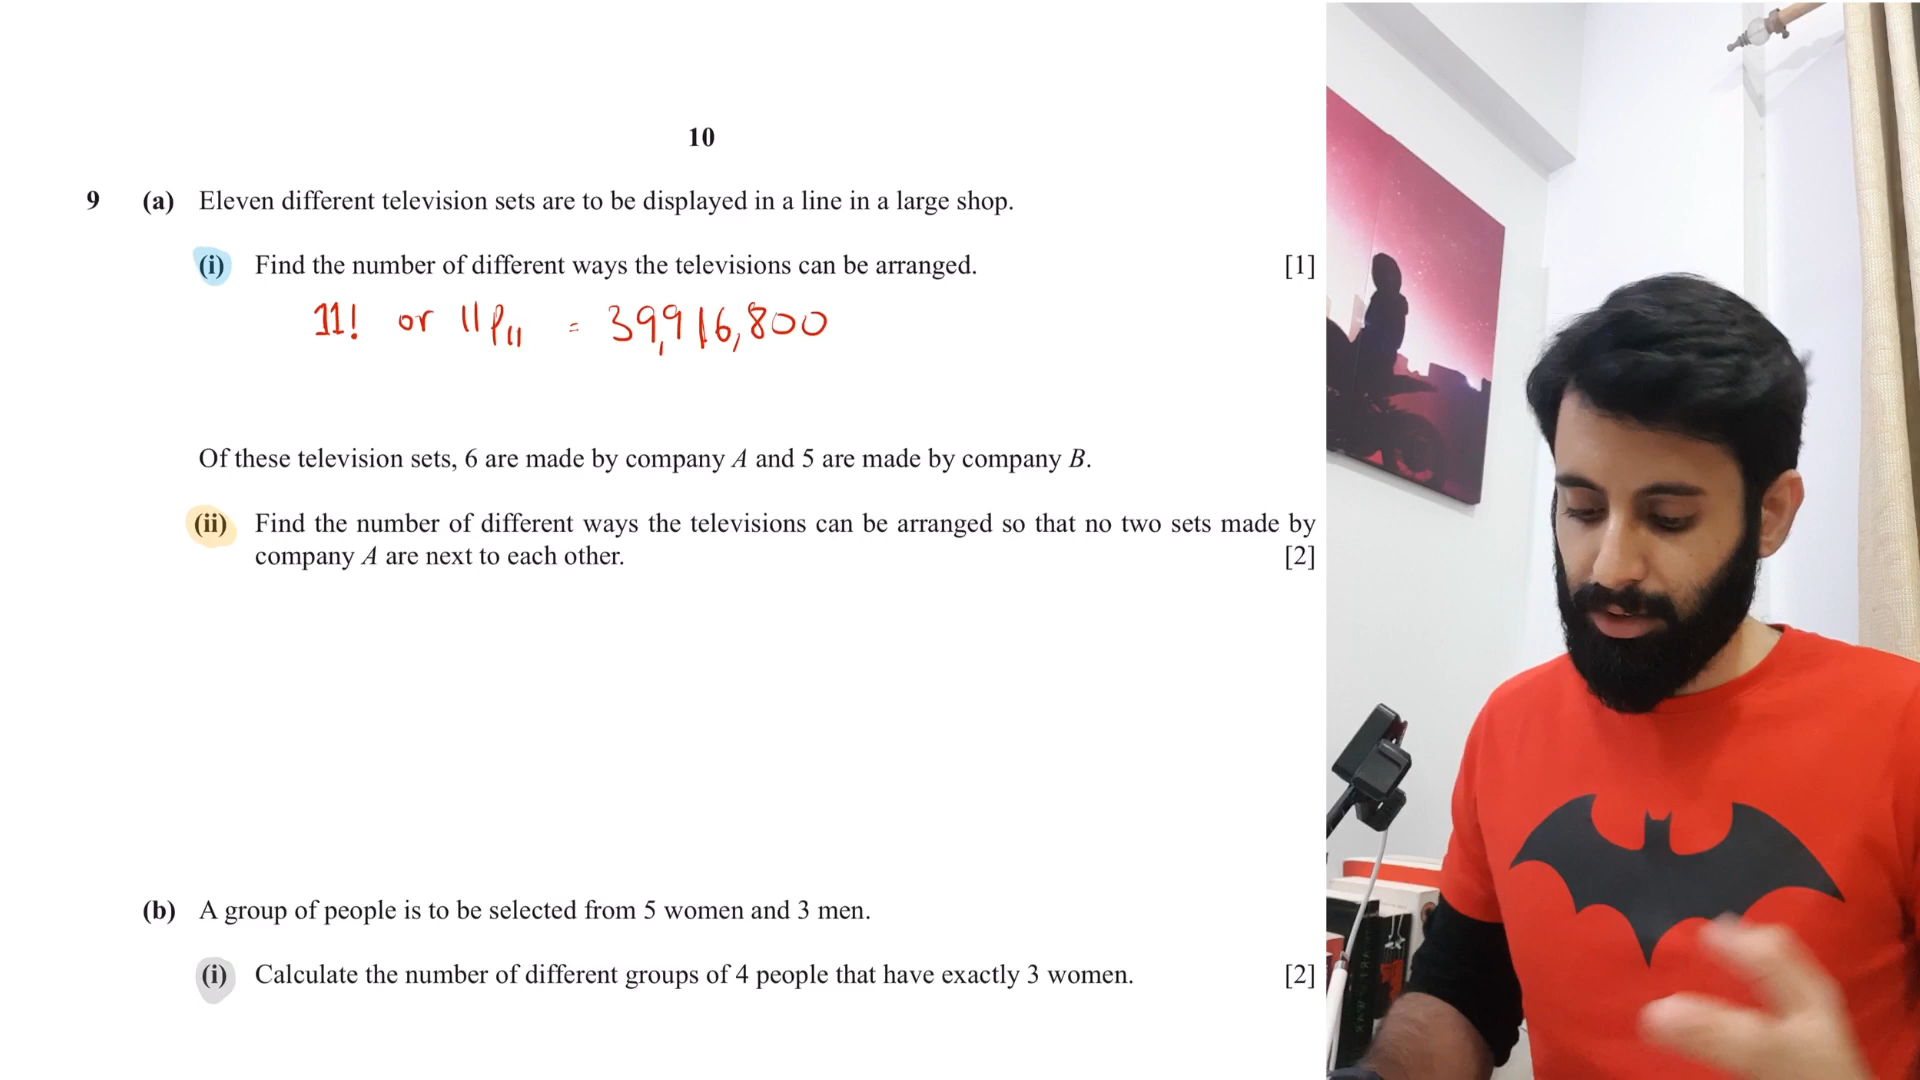 10
9 (a) Eleven different television sets are to be displayed in a line in a large shop.
(i) Find the number of different ways the televisions can be arranged. [1]
11! or 11P11 = 39,916,800
Of these television sets, 6 are made by company A and 5 are made by company B.
(ii) Find the number of different ways the televisions can be arranged so that no two sets made by
company A are next to each other. [2]
(b) A group of people is to be selected from 5 women and 3 men.
(i) Calculate the number of different groups of 4 people that have exactly 3 women. [2]